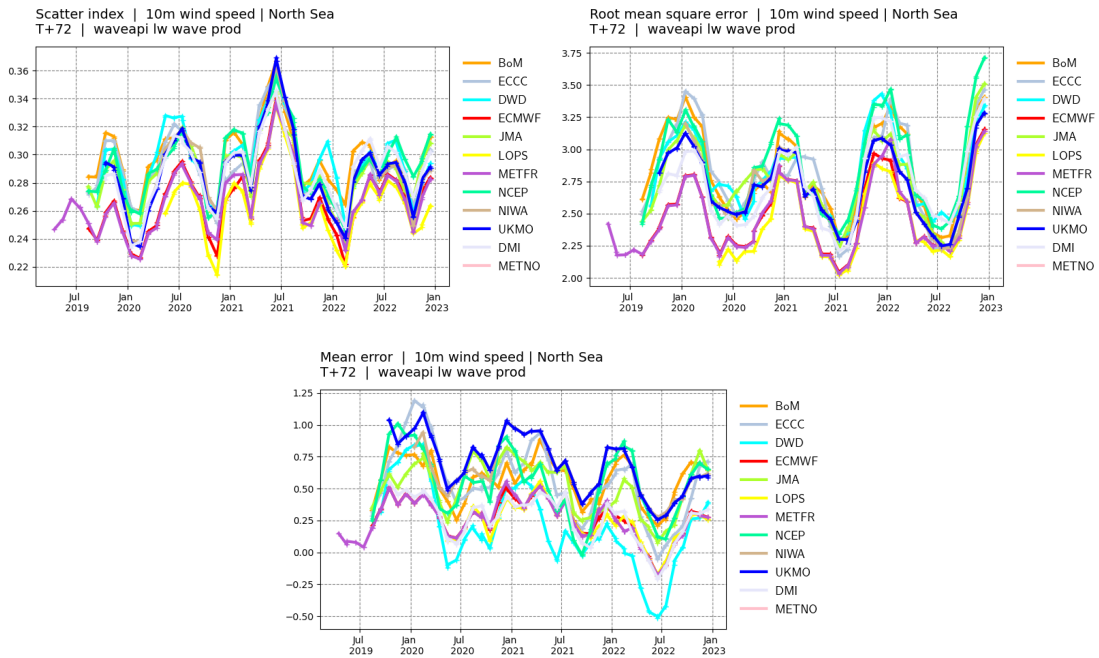 Scatter index | 10m wind speed | North Sea
T+72 | waveapi lw wave prod
0.36
0.34
0.32
0.30
0.28
0.26
0.24
0.22
Jul
2019
Jan
2020
Jul
2020
Jan
2021
Jul
2021
Jan
2022
Jul
2022
Jan
2023
BoM
ECCC
DWD
ECMWF
JMA
LOPS
METFR
NCEP
NIWA
UKMO
DMI
METNO
Root mean square error | 10m wind speed | North Sea
T+72 | waveapi lw wave prod
3.75
3.50
3.25
3.00
2.75
2.50
2.25
2.00
Jul
2019
Jan
2020
Jul
2020
Jan
2021
Jul
2021
Jan
2022
Jul
2022
Jan
2023
BoM
ECCC
DWD
ECMWF
JMA
LOPS
METFR
NCEP
NIWA
UKMO
DMI
METNO
Mean error | 10m wind speed | North Sea
T+72 | waveapi lw wave prod
1.25
1.00
0.75
0.50
0.25
0.00
−0.25
−0.50
Jul
2019
Jan
2020
Jul
2020
Jan
2021
Jul
2021
Jan
2022
Jul
2022
Jan
2023
BoM
ECCC
DWD
ECMWF
JMA
LOPS
METFR
NCEP
NIWA
UKMO
DMI
METNO